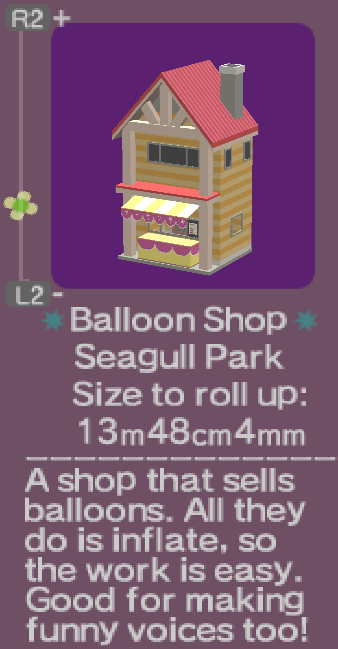 R2 +
L2 -
Balloon Shop
Seagull Park
Size to roll up:
13m48cm4mm
A shop that sells
balloons. All they
do is inflate, so
the work is easy.
Good for making
funny voices too!